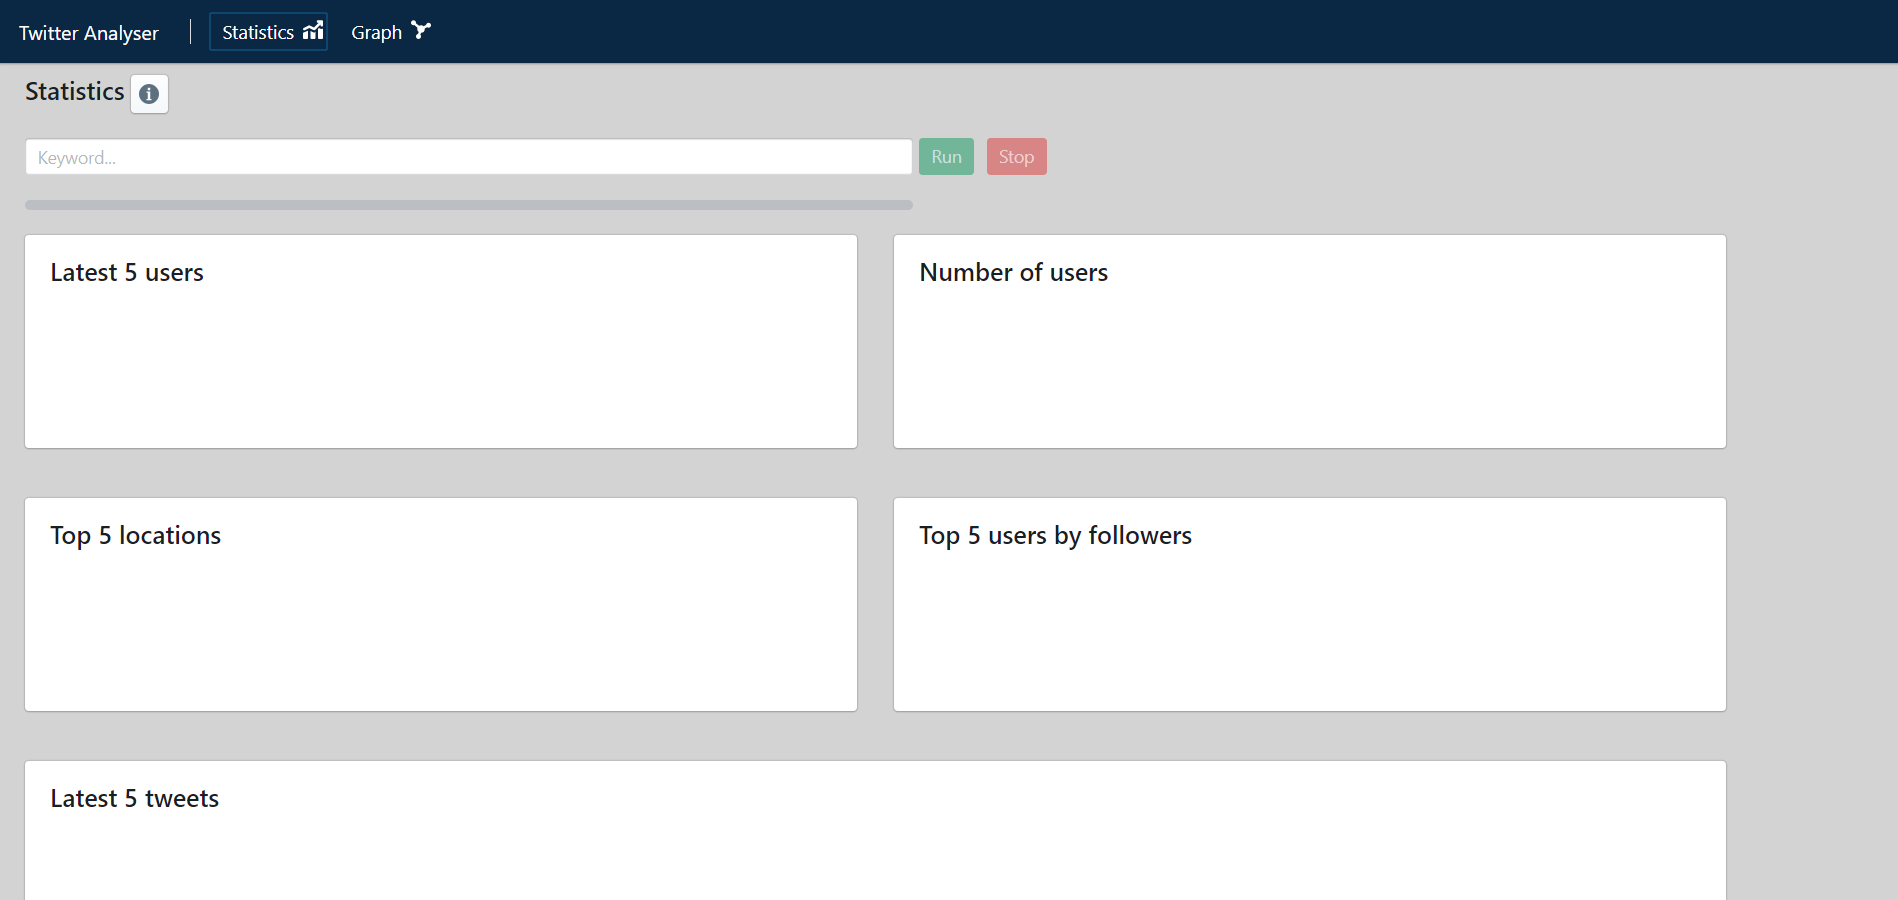 Twitter Analyser
Statistics
Graph
Statistics
Keyword...
Run
Stop
Latest 5 users
Number of users
Top 5 locations
Top 5 users by followers
Latest 5 tweets